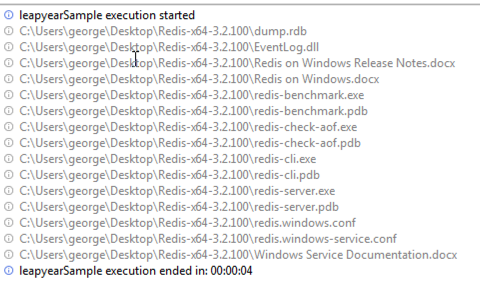 leapyearSample execution started
C:\Users\george\Desktop\Redis-x64-3.2.100\dump.rdb
C:\Users\george\Desktop\Redis-x64-3.2.100\EventLog.dll
C:\Users\george\Desktop\Redis-x64-3.2.100\Redis on Windows Release Notes.docx
C:\Users\george\Desktop\Redis-x64-3.2.100\Redis on Windows.docx
C:\Users\george\Desktop\Redis-x64-3.2.100\redis-benchmark.exe
C:\Users\george\Desktop\Redis-x64-3.2.100\redis-benchmark.pdb
C:\Users\george\Desktop\Redis-x64-3.2.100\redis-check-aof.exe
C:\Users\george\Desktop\Redis-x64-3.2.100\redis-check-aof.pdb
C:\Users\george\Desktop\Redis-x64-3.2.100\redis-cli.exe
C:\Users\george\Desktop\Redis-x64-3.2.100\redis-cli.pdb
C:\Users\george\Desktop\Redis-x64-3.2.100\redis-server.exe
C:\Users\george\Desktop\Redis-x64-3.2.100\redis-server.pdb
C:\Users\george\Desktop\Redis-x64-3.2.100\redis.windows.conf
C:\Users\george\Desktop\Redis-x64-3.2.100\redis.windows-service.conf
C:\Users\george\Desktop\Redis-x64-3.2.100\Windows Service Documentation.docx
leapyearSample execution ended in: 00:00:04